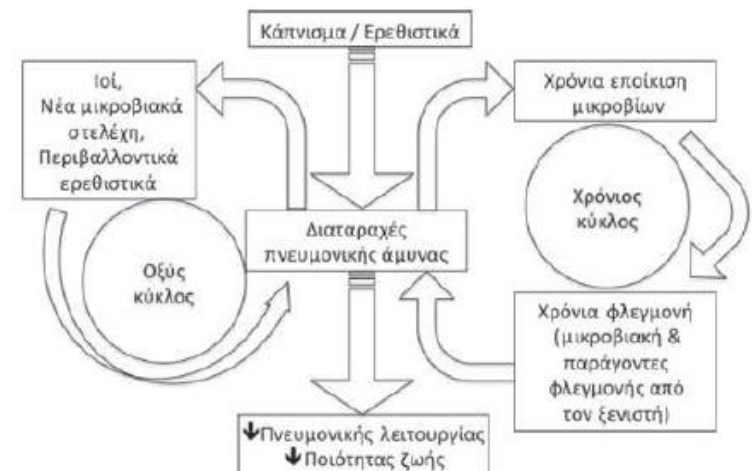 Κάπνισμα / Ερεθιστικά
Ιοί,
Νέα μικροβιακά
στελέχη,
Περιβαλλοντικά
ερεθιστικά
Χρόνια εποίκιση
μικροβίων
Οξύς
κύκλος
Διαταραχές
πνευμονικής άμυνας
Χρόνιος
κύκλος
Χρόνια φλεγμονή
(μικροβιακή &
παράγοντες
φλεγμονής από
τον ξενιστή)
↓Πνευμονικής λειτουργίας
↓Ποιότητας ζωής